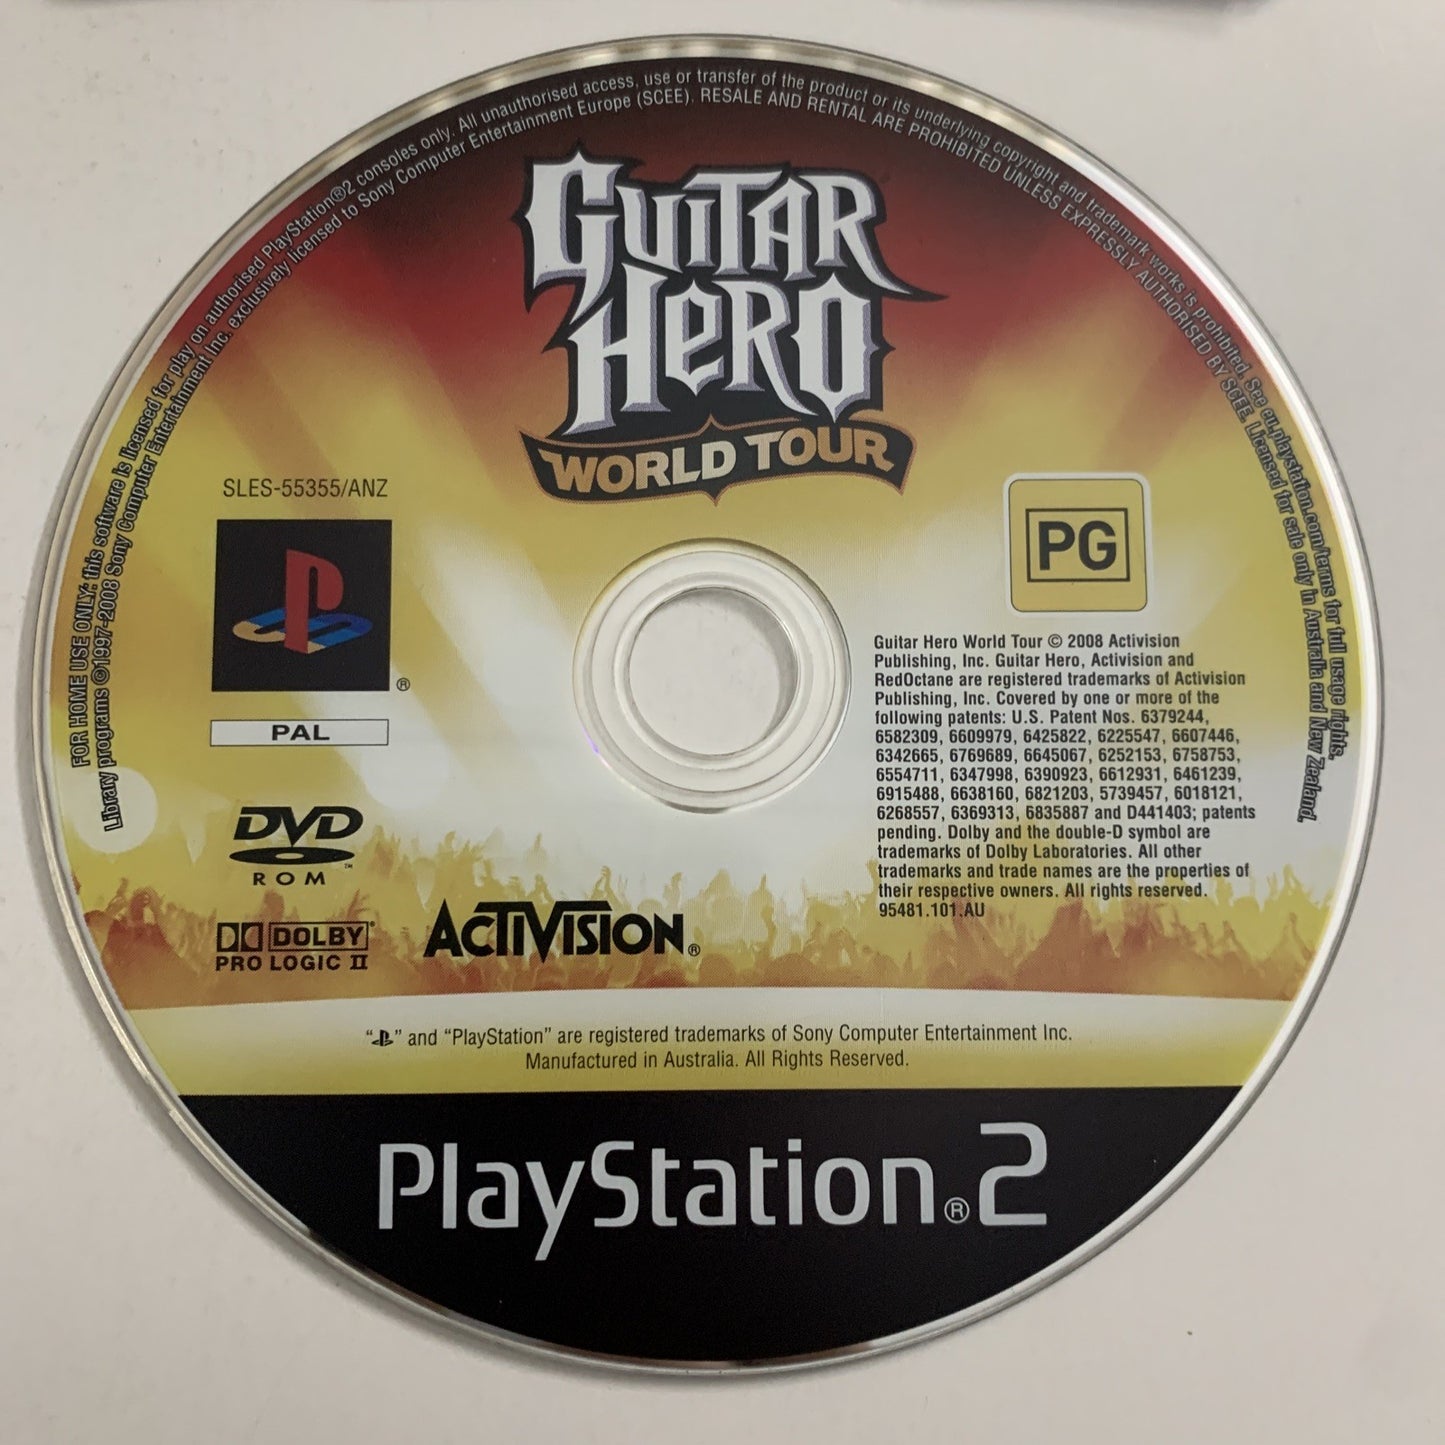 FOR HOME USE ONLY: this software is licensed for play on authorised PlayStation®2 consoles only. All unauthorised access, use or transfer of the product or its underlying copyright and trademark works is prohibited. See eu.playstation.com/terms for full usage rights.
Library programs ©1997-2008 Sony Computer Entertainment Inc. exclusively licensed to Sony Computer Entertainment Europe (SCEE). RESALE AND RENTAL ARE PROHIBITED UNLESS EXPRESSLY AUTHORISED BY SCEE. Licensed for sale only in Australia and New Zealand.
GUITAR
HERO
WORLD TOUR
SLES-55355/ANZ
®
PAL
PG
DVD
™
ROM
DOLBY®
PRO LOGIC II
ACTIVISION®
Guitar Hero World Tour © 2008 Activision
Publishing, Inc. Guitar Hero, Activision and
RedOctane are registered trademarks of Activision
Publishing, Inc. Covered by one or more of the
following patents: U.S. Patent Nos. 6379244,
6582309, 6609979, 6425822, 6225547, 6607446,
6342665, 6769689, 6645067, 6252153, 6758753,
6554711, 6347998, 6390923, 6612931, 6461239,
6915488, 6638160, 6821203, 5739457, 6018121,
6268557, 6369313, 6835887 and D441403; patents
pending. Dolby and the double-D symbol are
trademarks of Dolby Laboratories. All other
trademarks and trade names are the properties of
their respective owners. All rights reserved.
95481.101.AU
“ ” and “PlayStation” are registered trademarks of Sony Computer Entertainment Inc.
Manufactured in Australia. All Rights Reserved.
PlayStation®2